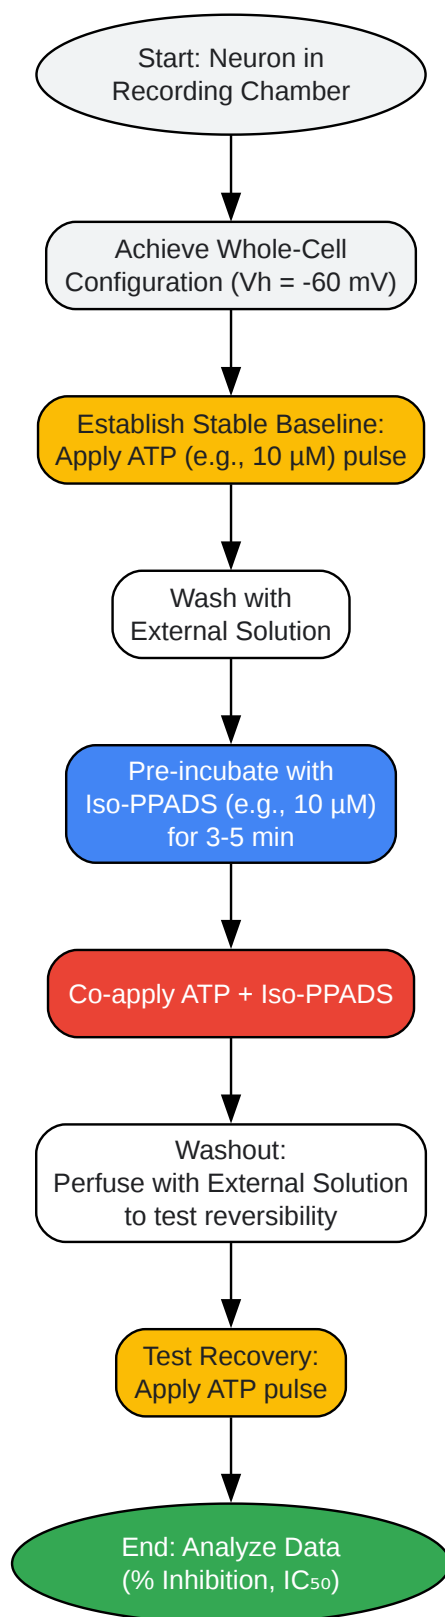 Start: Neuron in
Recording Chamber
Achieve Whole-Cell
Configuration (Vh = -60 mV)
Establish Stable Baseline:
Apply ATP (e.g., 10 µM) pulse
Wash with
External Solution
Pre-incubate with
Iso-PPADS (e.g., 10 µM)
for 3-5 min
Co-apply ATP + Iso-PPADS
Washout:
Perfuse with External Solution
to test reversibility
Test Recovery:
Apply ATP pulse
End: Analyze Data
(% Inhibition, IC₅₀)